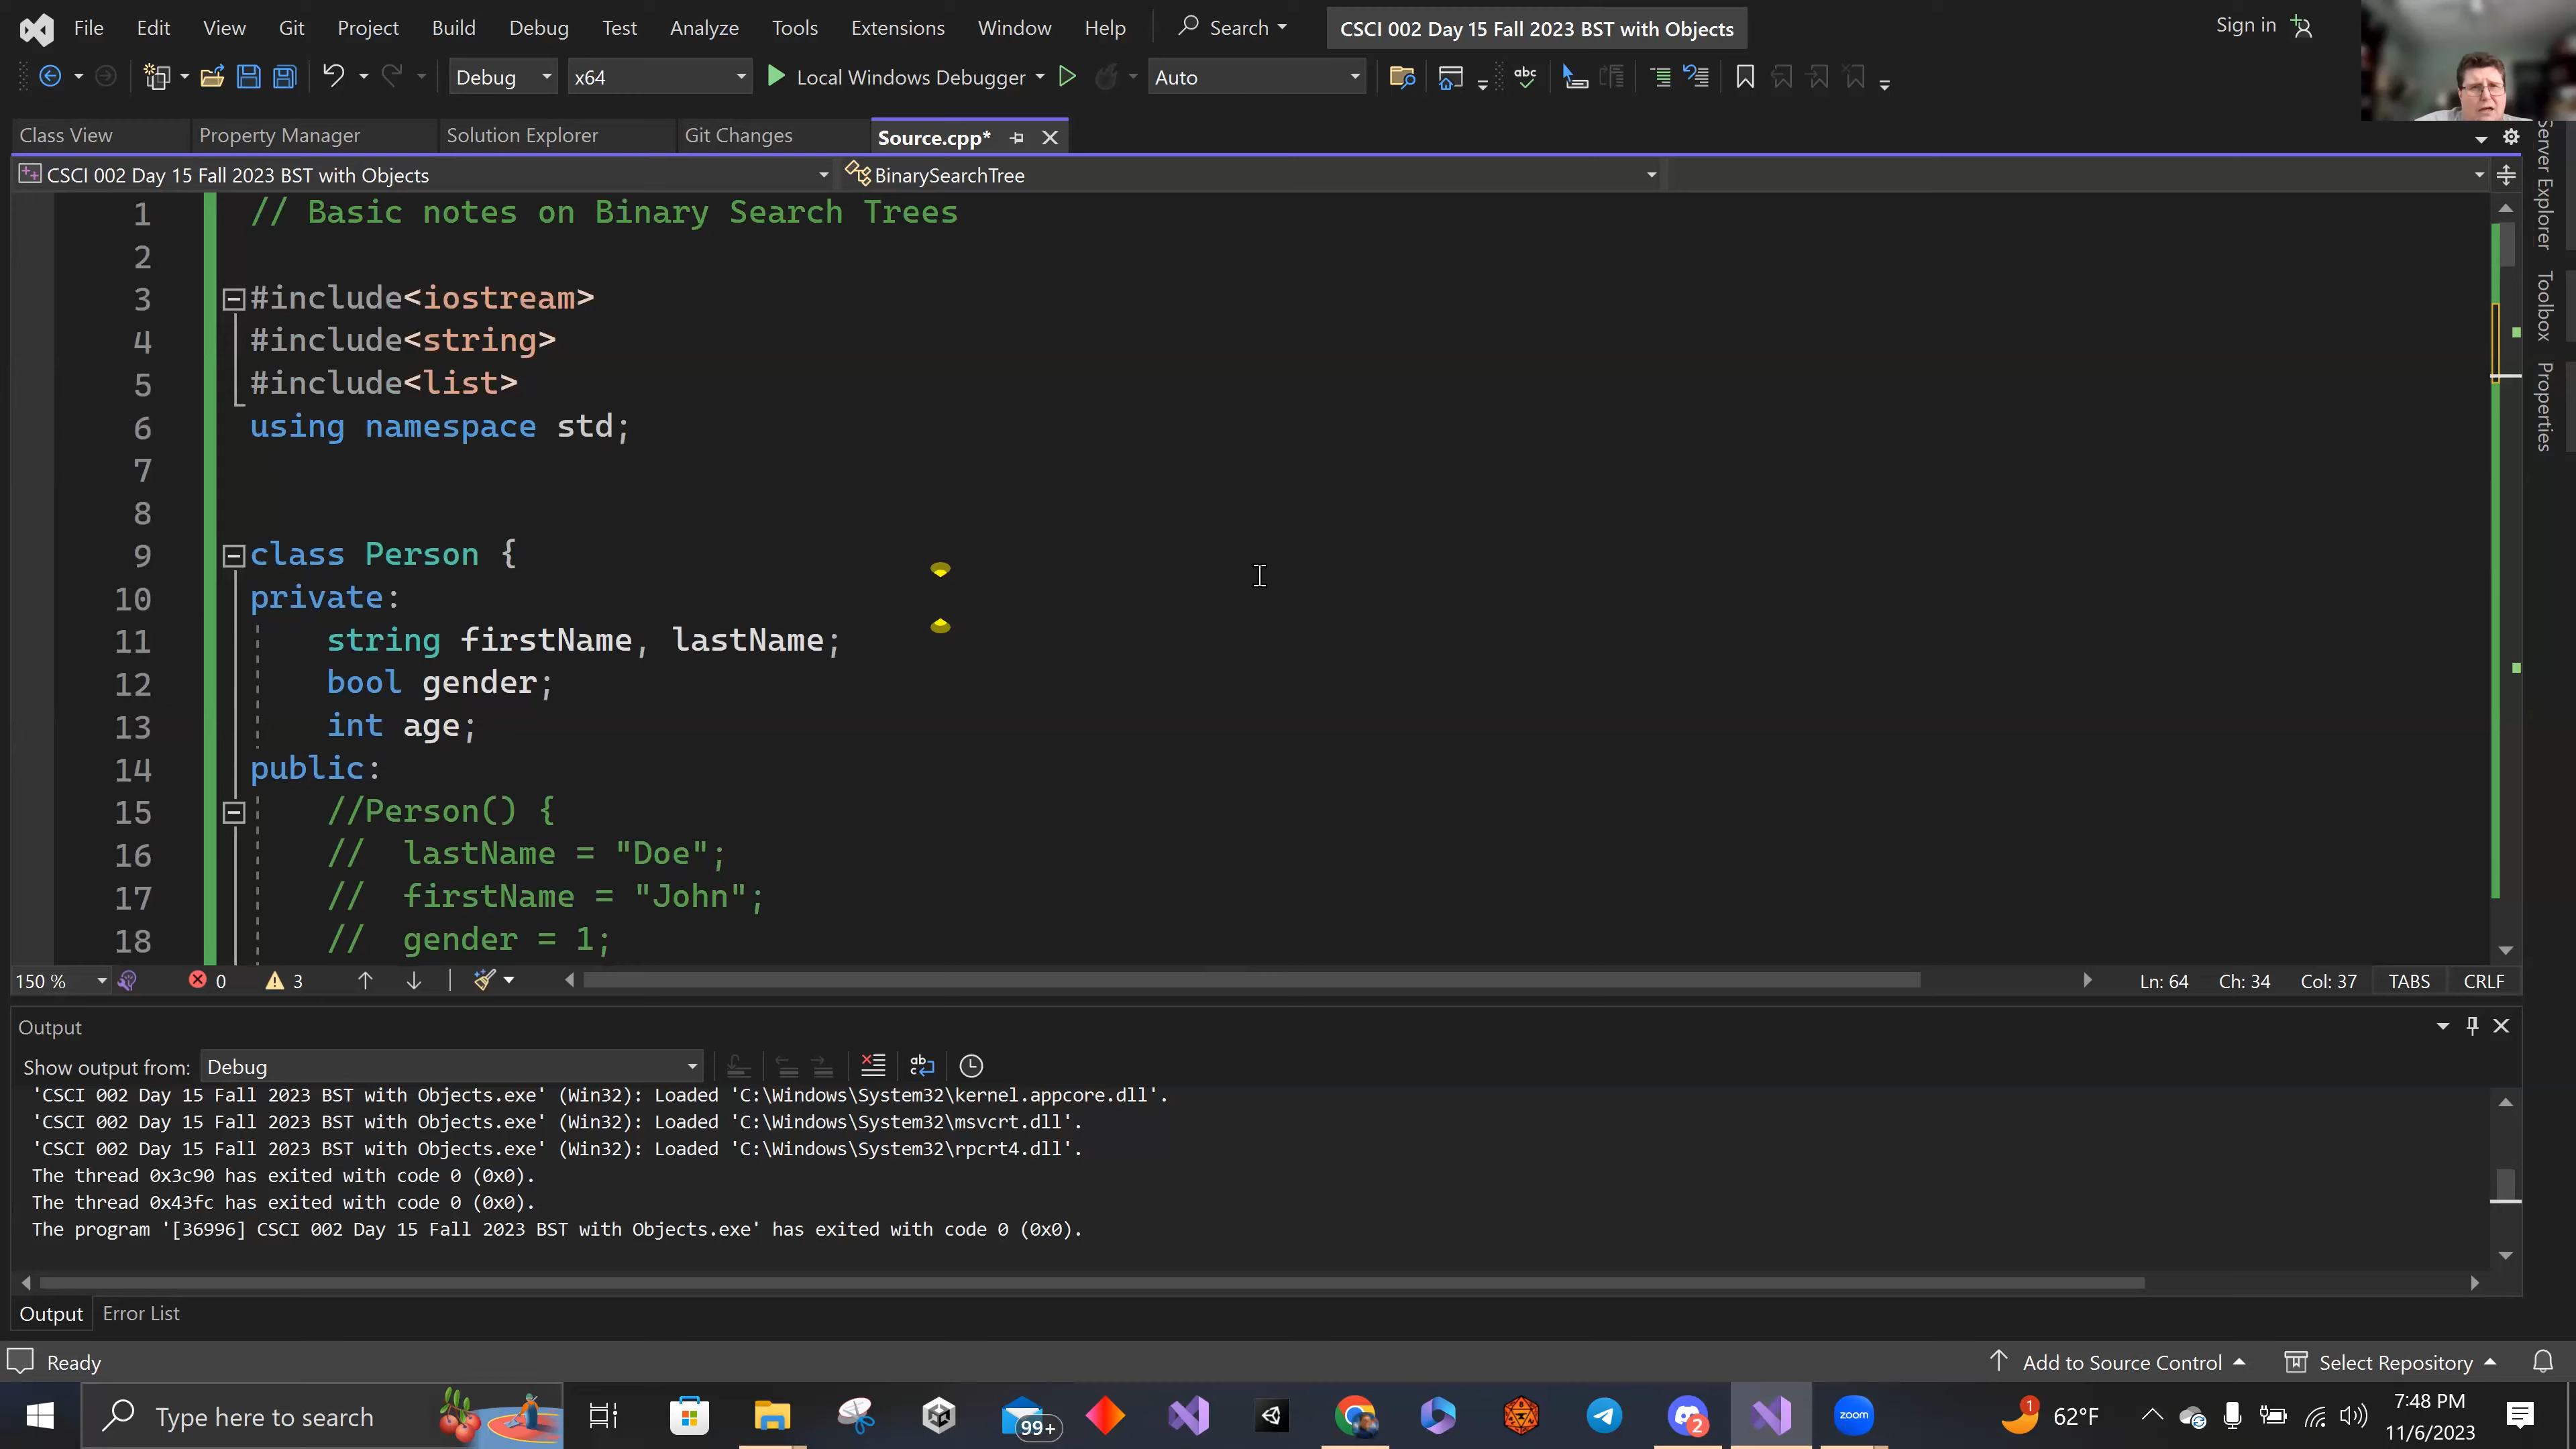 File Edit View Git Project Build Debug Test Analyze Tools Extensions Window Help Search CSCI 002 Day 15 Fall 2023 BST with Objects Sign in
Debug x64 Local Windows Debugger Auto
Class View Property Manager Solution Explorer Git Changes Source.cpp*
CSCI 002 Day 15 Fall 2023 BST with Objects BinarySearchTree
1 // Basic notes on Binary Search Trees
2
3 #include<iostream>
4 #include<string>
5 #include<list>
6 using namespace std;
7
8
9 class Person {
10 private:
11 string firstName, lastName;
12 bool gender;
13 int age;
14 public:
15 //Person() {
16 // lastName = "Doe";
17 // firstName = "John";
18 // gender = 1;
Server Explorer
Toolbox
Properties
150 % 0 3 Ln: 64 Ch: 34 Col: 37 TABS CRLF
Output
Show output from: Debug
'CSCI 002 Day 15 Fall 2023 BST with Objects.exe' (Win32): Loaded 'C:\Windows\System32\kernel.appcore.dll'.
'CSCI 002 Day 15 Fall 2023 BST with Objects.exe' (Win32): Loaded 'C:\Windows\System32\msvcrt.dll'.
'CSCI 002 Day 15 Fall 2023 BST with Objects.exe' (Win32): Loaded 'C:\Windows\System32\rpcrt4.dll'.
The thread 0x3c90 has exited with code 0 (0x0).
The thread 0x43fc has exited with code 0 (0x0).
The program '[36996] CSCI 002 Day 15 Fall 2023 BST with Objects.exe' has exited with code 0 (0x0).
Output Error List
Ready Add to Source Control Select Repository
Type here to search 99+ 2 zoom 1 62°F 7:48 PM
11/6/2023